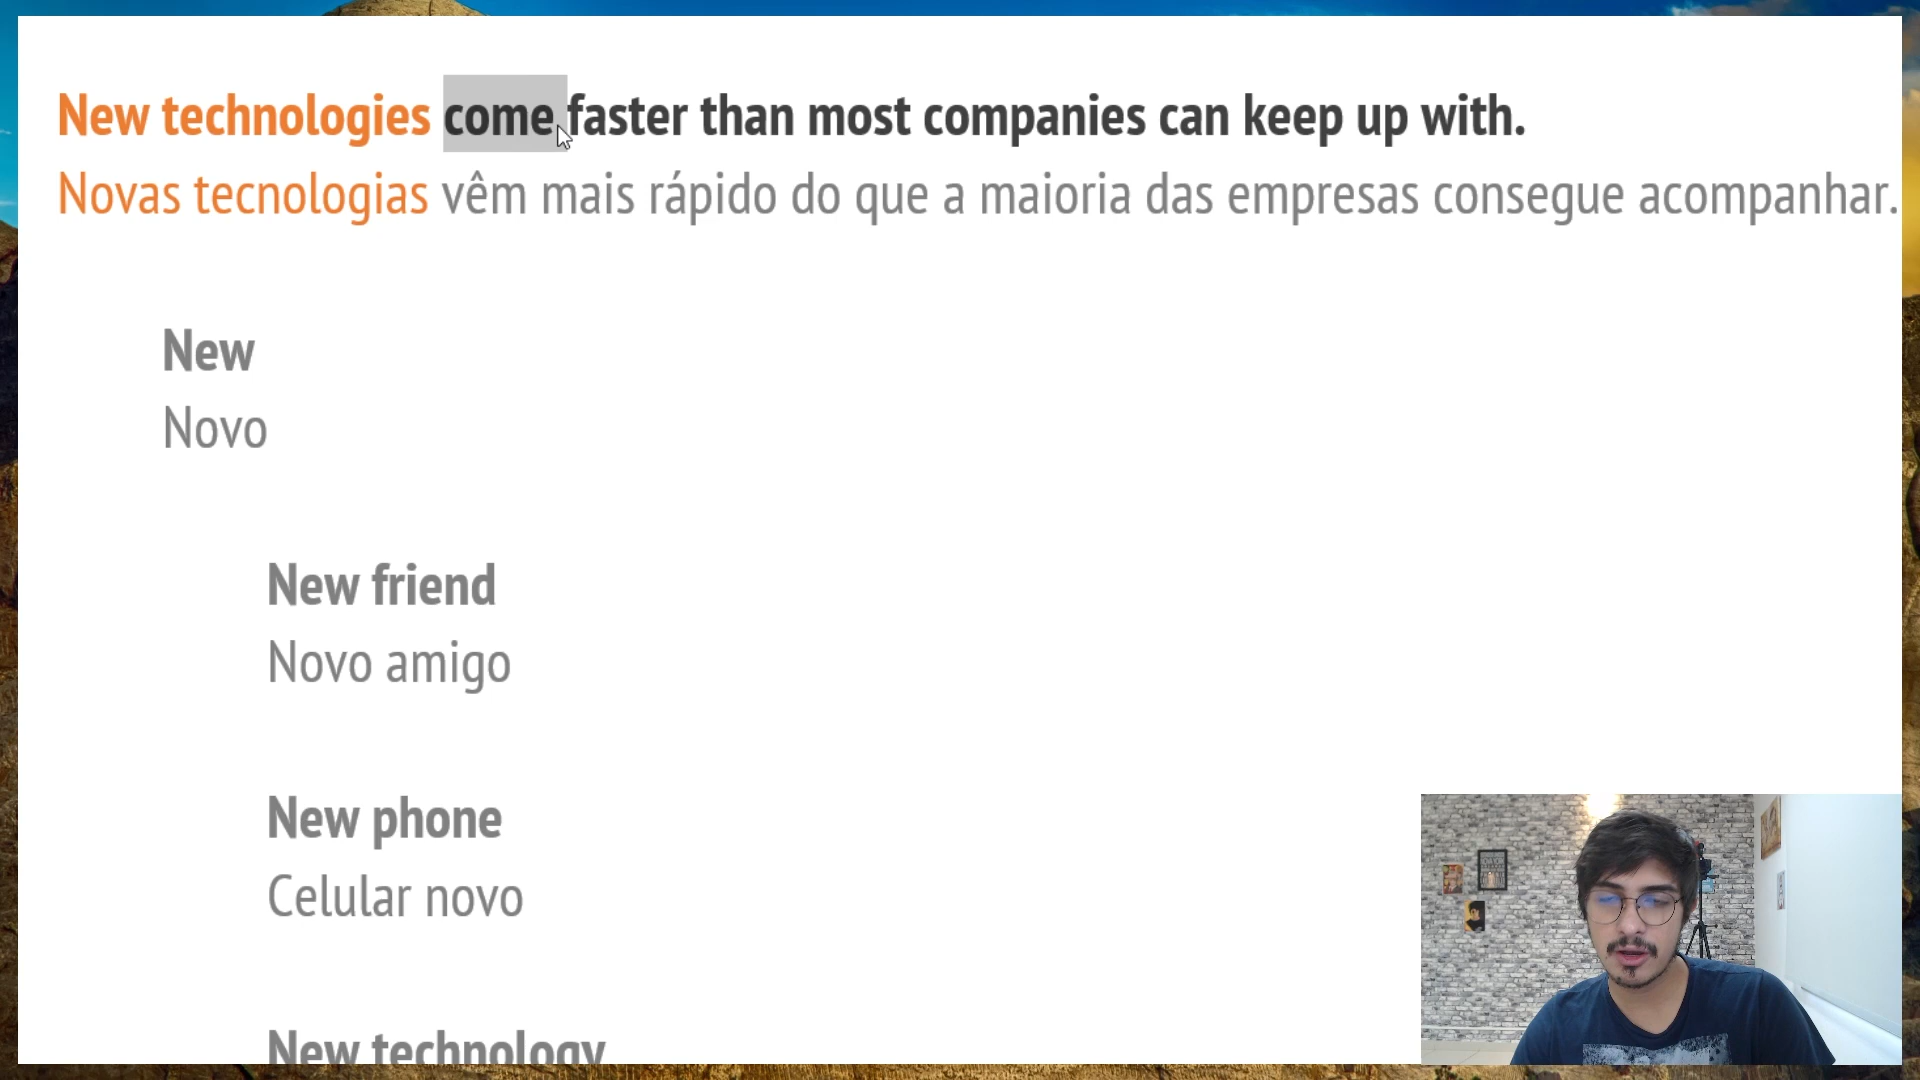 New technologies come faster than most companies can keep up with.
Novas tecnologias vêm mais rápido do que a maioria das empresas consegue acompanhar.
New
Novo
New friend
Novo amigo
New phone
Celular novo
New technology